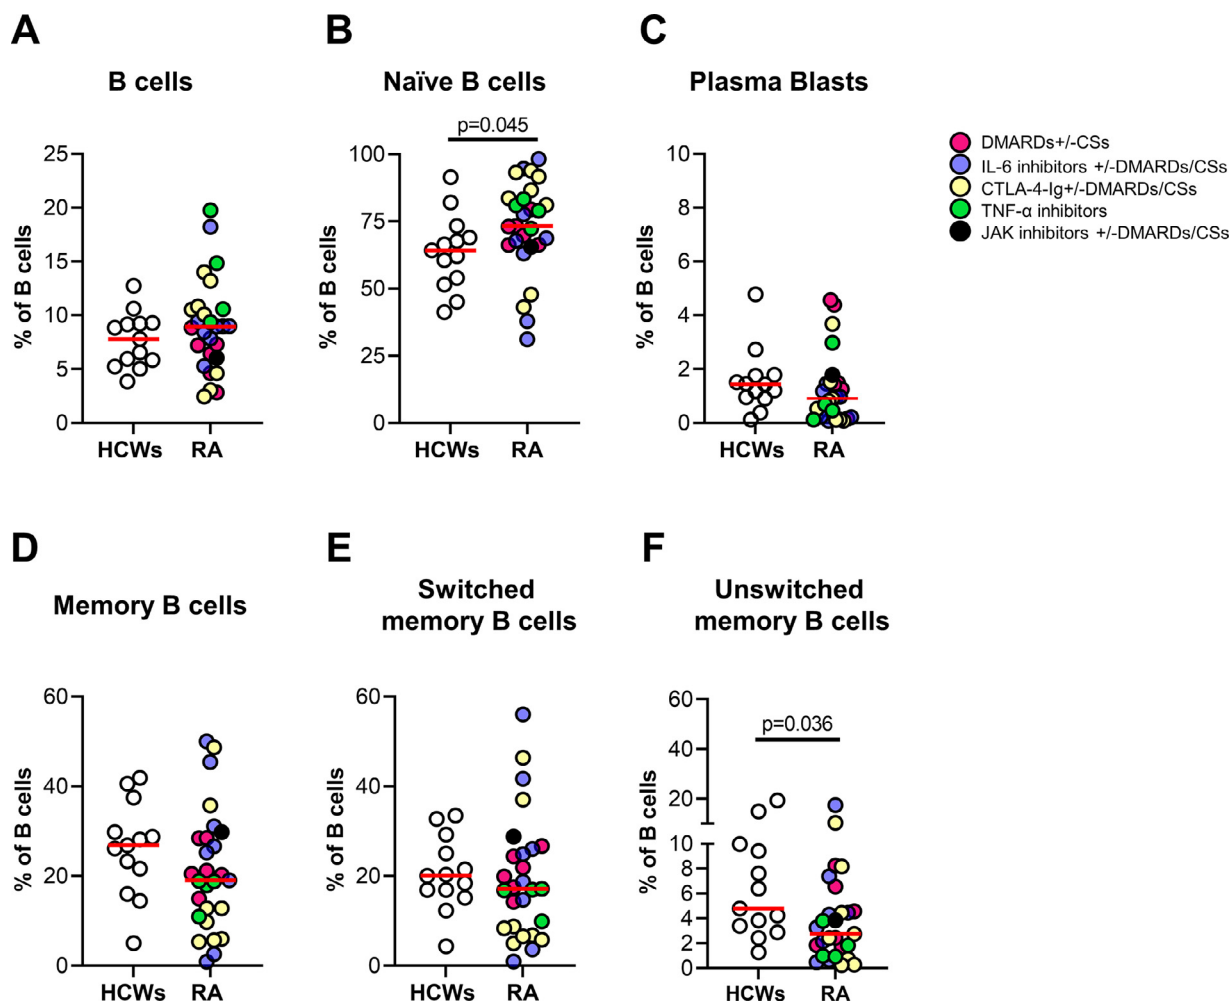 A
B cells
% of B cells
25
20
15
10
5
0
HCWs RA
B
Naïve B cells
p=0.045
% of B cells
100
75
50
25
0
HCWs RA
C
Plasma Blasts
% of B cells
10
8
6
4
2
0
HCWs RA
DMARDs+/-CSs
IL-6 inhibitors +/-DMARDs/CSs
CTLA-4-Ig+/-DMARDs/CSs
TNF-α inhibitors
JAK inhibitors +/-DMARDs/CSs
D
Memory B cells
% of B cells
60
40
20
0
HCWs RA
E
Switched
memory B cells
% of B cells
60
40
20
0
HCWs RA
F
Unswitched
memory B cells
p=0.036
% of B cells
60
40
20
10
8
6
4
2
0
HCWs RA